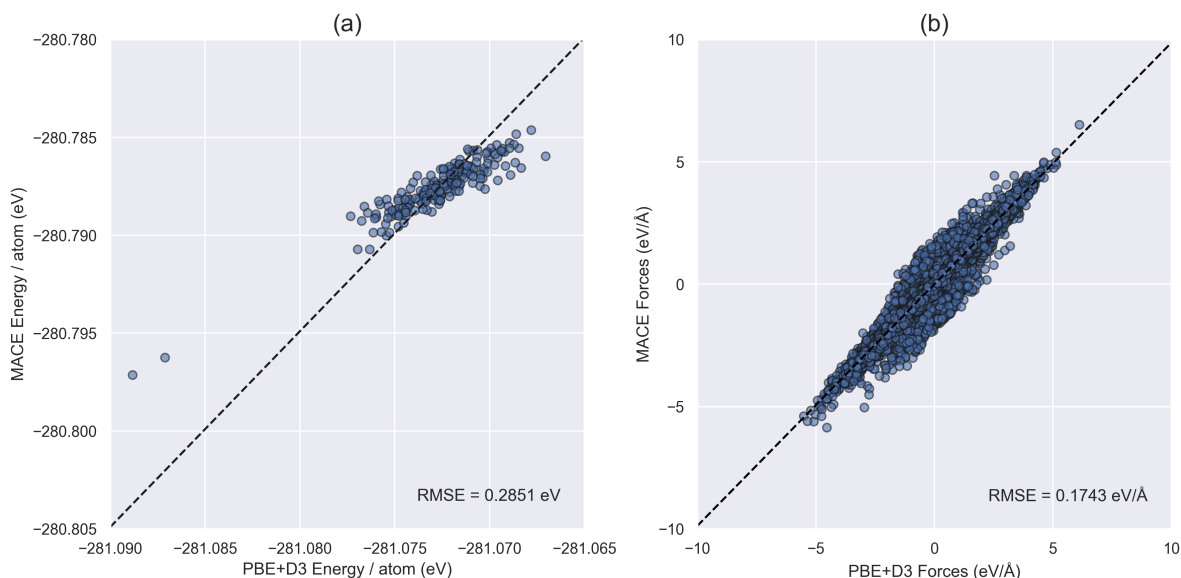 (a)
MACE Energy / atom (eV)
−280.780
−280.785
−280.790
−280.795
−280.800
−280.805
RMSE = 0.2851 eV
−281.090 −281.085 −281.080 −281.075 −281.070 −281.065
PBE+D3 Energy / atom (eV)
(b)
MACE Forces (eV/Å)
10
5
0
−5
−10
RMSE = 0.1743 eV/Å
−10 −5 0 5 10
PBE+D3 Forces (eV/Å)